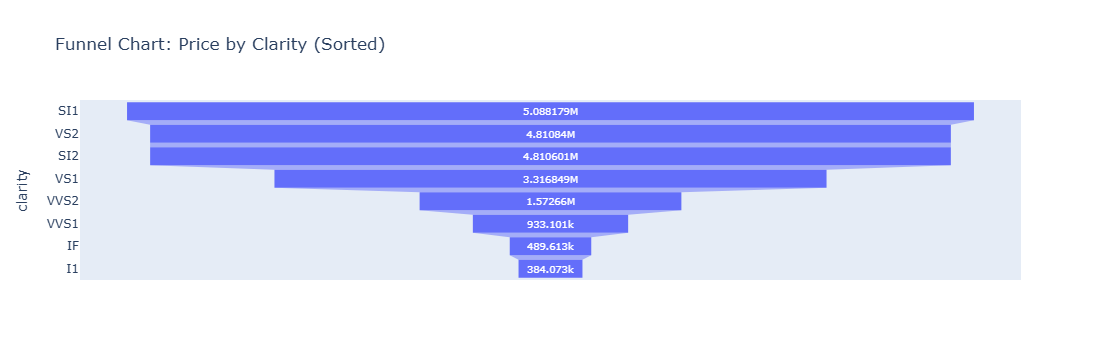 Funnel Chart: Price by Clarity (Sorted)
SI1 5.088179M
VS2 4.81084M
SI2 4.810601M
VS1 3.316849M
VVS2 1.57266M
VVS1 933.101k
IF 489.613k
I1 384.073k
clarity